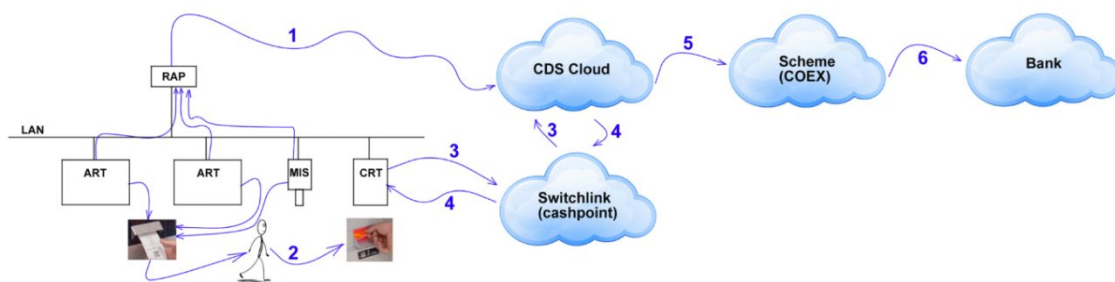 1
5
6
RAP
CDS Cloud
Scheme
(COEX)
Bank
LAN
3
4
ART
ART
MIS
CRT
3
4
Switchlink
(cashpoint)
2